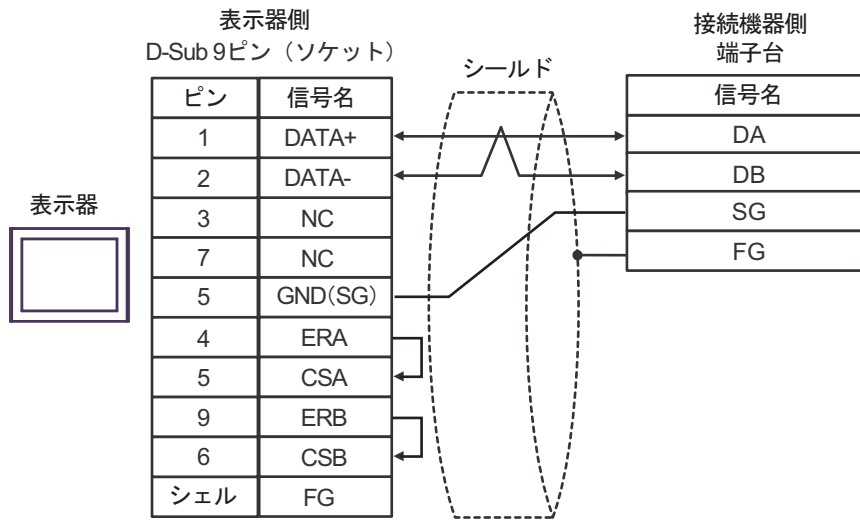 表示器側
D-Sub 9ピン（ソケット）
接続機器側
端子台
シールド
ピン 信号名
1 DATA+
2 DATA-
3 NC
7 NC
5 GND(SG)
4 ERA
5 CSA
9 ERB
6 CSB
シェル FG
信号名
DA
DB
SG
FG
表示器